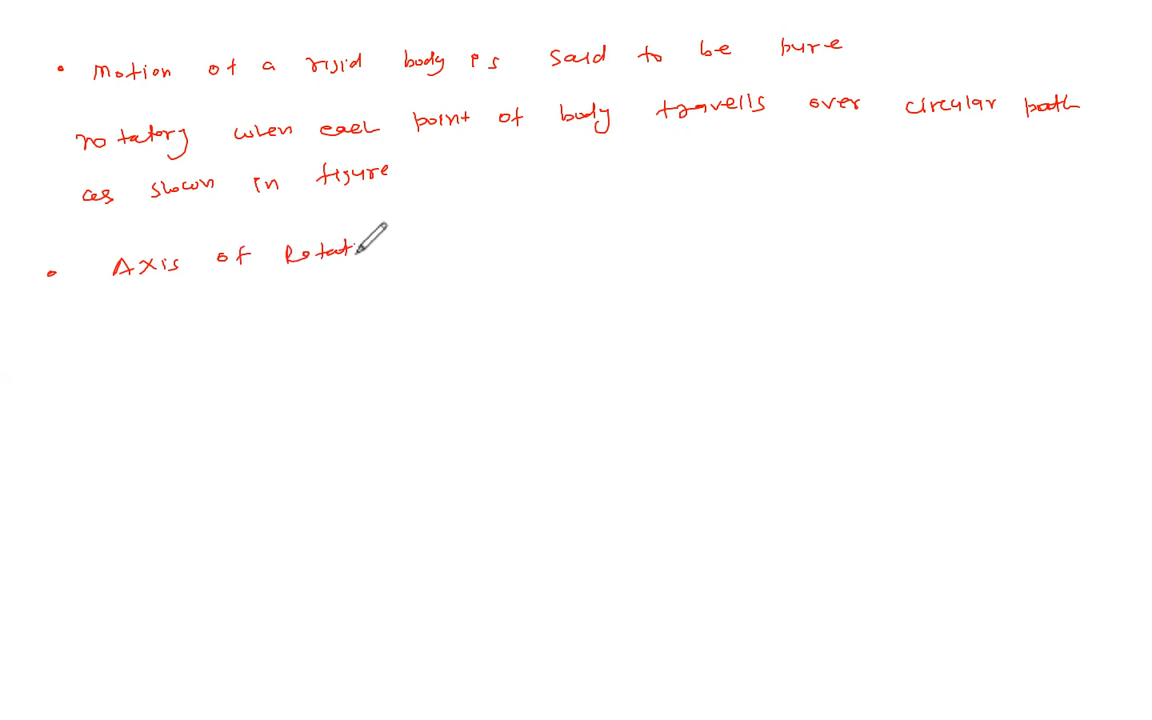 • Motion of a rigid body is said to be pure
rotatory when each point of body travells over circular path
as shown in figure
• Axis of Rotati